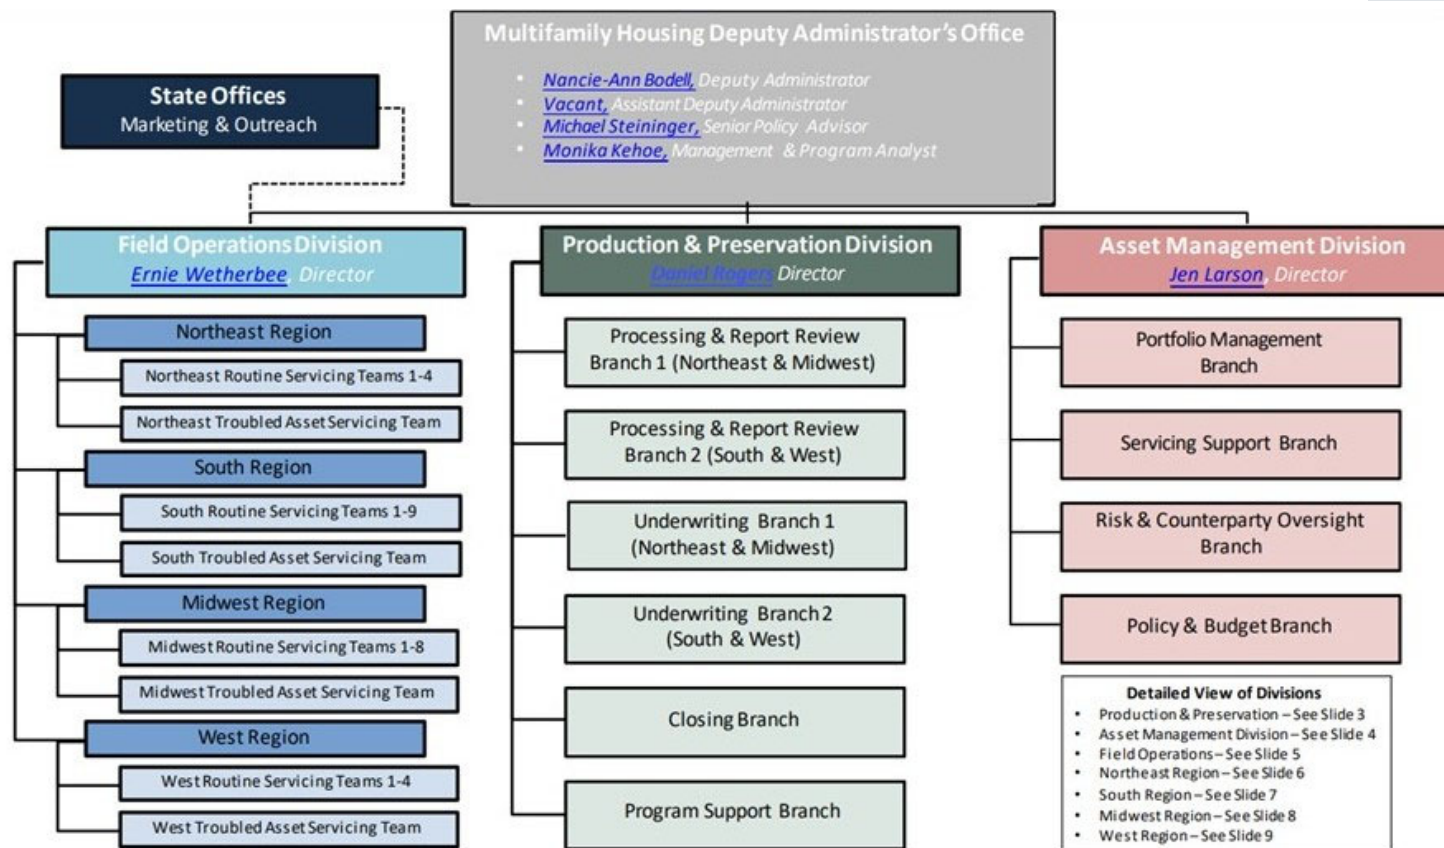 Multifamily Housing Deputy Administrator's Office
• Nancie-Ann Bodell, Deputy Administrator
• Vacant, Assistant Deputy Administrator
• Michael Steininger, Senior Policy Advisor
• Monika Kehoe, Management & Program Analyst
State Offices
Marketing & Outreach
Field Operations Division
Ernie Wetherbee, Director
Northeast Region
Northeast Routine Servicing Teams 1-4
Northeast Troubled Asset Servicing Team
South Region
South Routine Servicing Teams 1-9
South Troubled Asset Servicing Team
Midwest Region
Midwest Routine Servicing Teams 1-8
Midwest Troubled Asset Servicing Team
West Region
West Routine Servicing Teams 1-4
West Troubled Asset Servicing Team
Production & Preservation Division
Daniel Rogers Director
Processing & Report Review
Branch 1 (Northeast & Midwest)
Processing & Report Review
Branch 2 (South & West)
Underwriting Branch 1
(Northeast & Midwest)
Underwriting Branch 2
(South & West)
Closing Branch
Program Support Branch
Asset Management Division
Jen Larson, Director
Portfolio Management
Branch
Servicing Support Branch
Risk & Counterparty Oversight
Branch
Policy & Budget Branch
Detailed View of Divisions
• Production & Preservation – See Slide 3
• Asset Management Division – See Slide 4
• Field Operations – See Slide 5
• Northeast Region – See Slide 6
• South Region – See Slide 7
• Midwest Region – See Slide 8
• West Region – See Slide 9